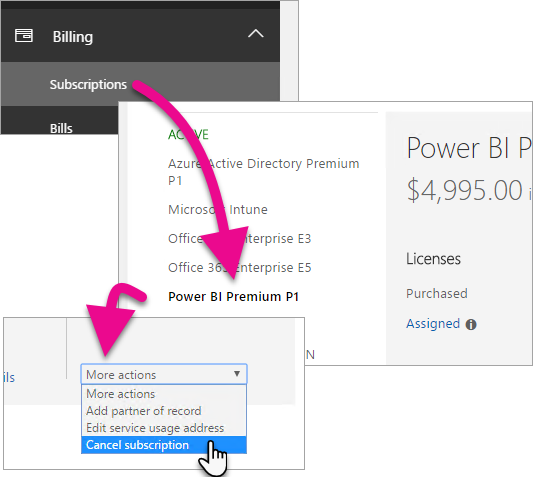 Billing
Subscriptions
Bills
ACTIVE
Azure Active Directory Premium
P1
Microsoft Intune
Office Enterprise E3
Office 365 Enterprise E5
Power BI Premium P1
N
Power BI P
$4,995.00 i
Licenses
Purchased
Assigned
ils
More actions
More actions
Add partner of record
Edit service usage address
Cancel subscription